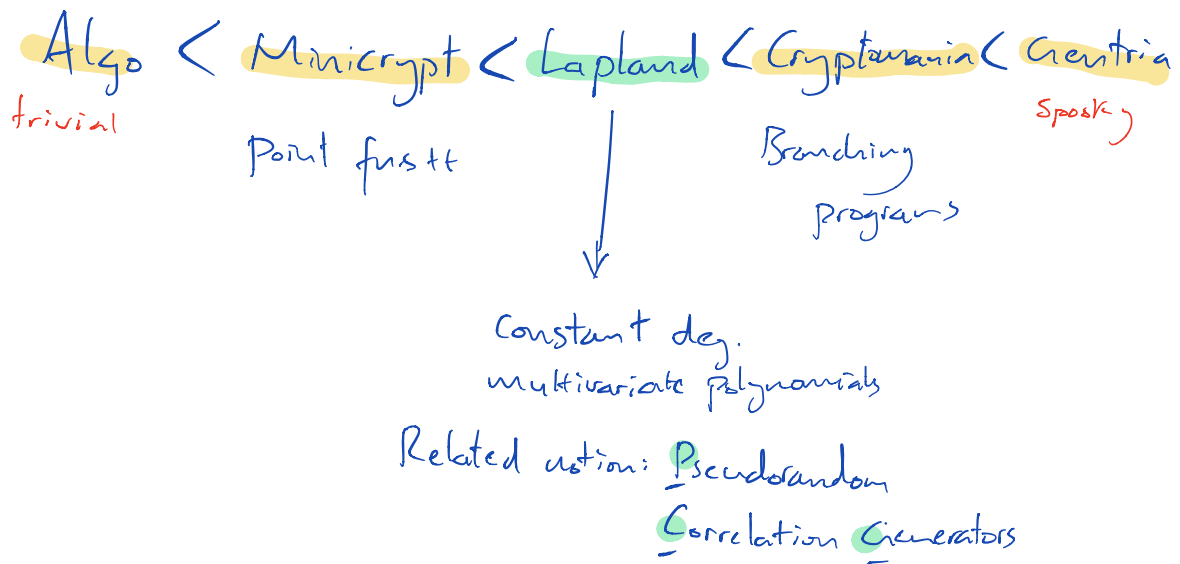 Algo < Minicrypt < Lapland < Cryptomania < Gentria
trivial
spooky
Point
Branching
programs
Constant deg.
multivariate polynomials
Related notion: Pseudorandom
Correlation Generators